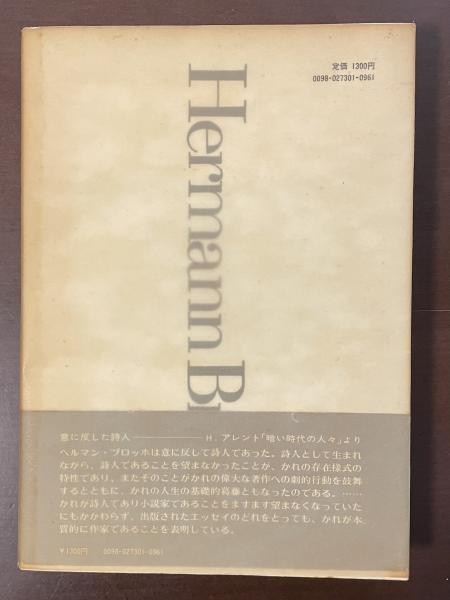 定価 1300円
0098-027301-0961
Hermann Br
意に反した詩人————H.アレント「暗い時代の人々」より
ヘルマン・ブロッホは意に反して詩人であった。詩人として生まれ
ながら、詩人であることを望まなかったことが、かれの存在様式の
特性であり、またそのことがかれの偉大な著作への劇的行動を鼓舞
するとともに、かれの人生の基礎的葛藤ともなったのである。……
かれが詩人であり小説家であることをますます望まなくなっていた
にもかかわらず、出版されたエッセイのどれをとっても、かれが本
質的に作家であることを表明している。
¥1300円 0098-027301-0961